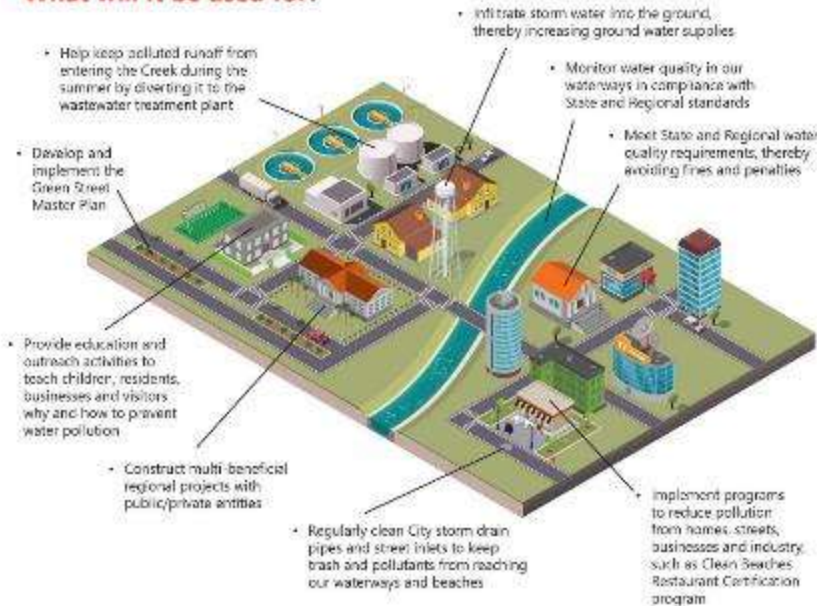 What will it be used for?
• Infiltrate storm water into the ground,
thereby increasing ground water supplies
• Help keep polluted runoff from
entering the Creek during the
summer by diverting it to the
wastewater treatment plant
• Monitor water quality in our
waterways in compliance with
State and Regional standards
• Meet State and Regional water
quality requirements, thereby
avoiding fines and penalties
• Develop and
implement the
Green Street
Master Plan
• Provide education and
outreach activities to
teach children, residents,
businesses and visitors
why and how to prevent
water pollution
• Construct multi-beneficial
regional projects with
public/private entities
• Regularly clean City storm drain
pipes and street inlets to keep
trash and pollutants from reaching
our waterways and beaches
• Implement programs
to reduce pollution
from homes, streets,
businesses and industry,
such as Clean Beaches
Restaurant Certification
program